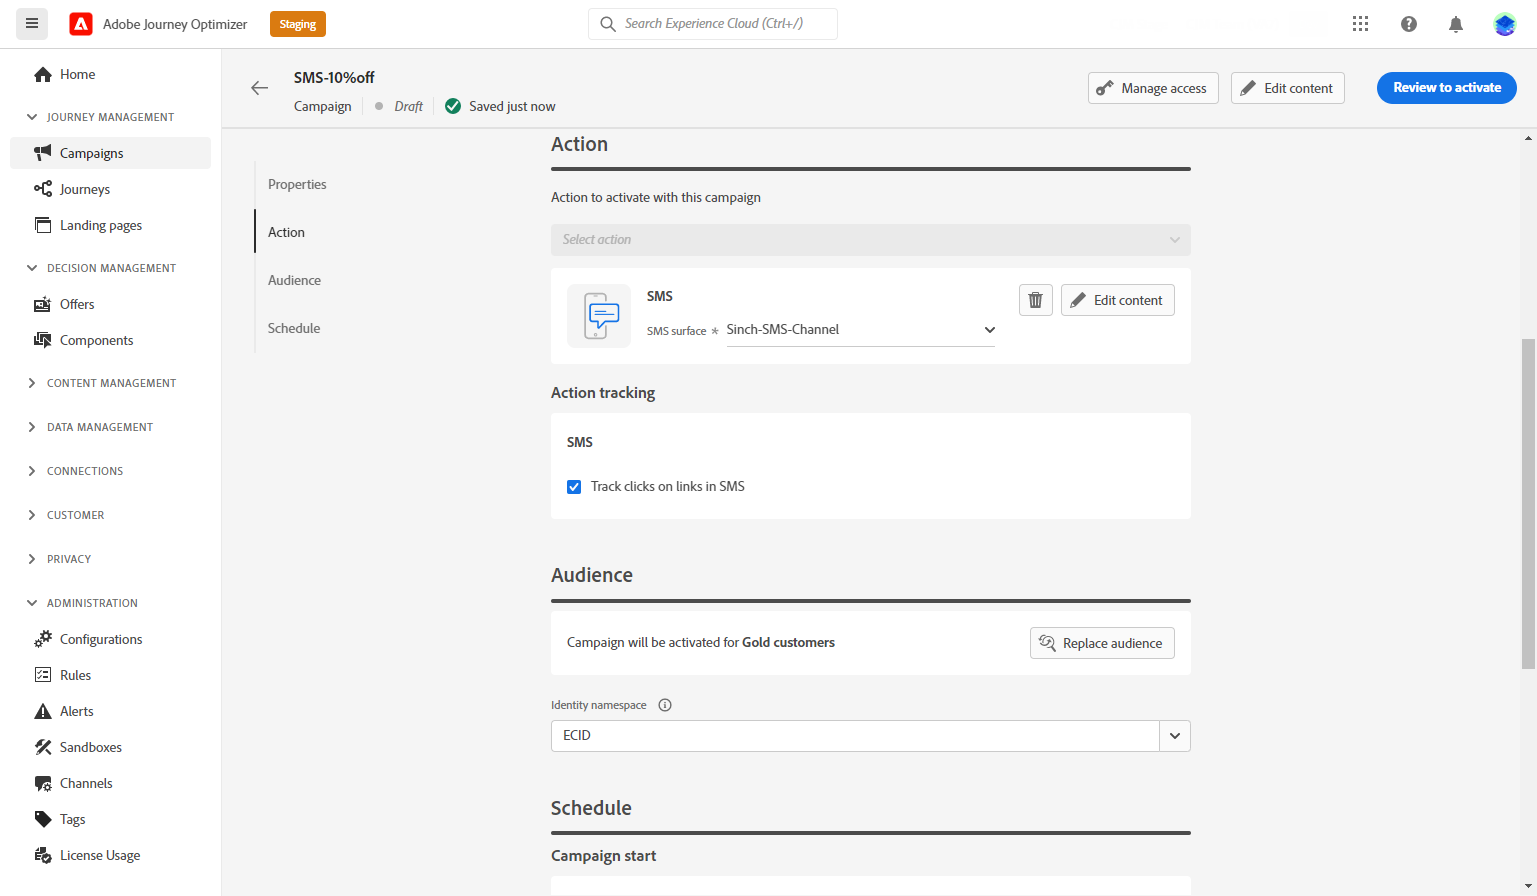 Adobe Journey Optimizer
Staging
Search Experience Cloud (Ctrl+/)
Home
JOURNEY MANAGEMENT
Campaigns
Journeys
Landing pages
DECISION MANAGEMENT
Offers
Components
CONTENT MANAGEMENT
DATA MANAGEMENT
CONNECTIONS
CUSTOMER
PRIVACY
ADMINISTRATION
Configurations
Rules
Alerts
Sandboxes
Channels
Tags
License Usage
SMS-10%off
Campaign
Draft
Saved just now
Manage access
Edit content
Review to activate
Properties
Action
Audience
Schedule
Action
Action to activate with this campaign
Select action
SMS
SMS surface * Sinch-SMS-Channel
Edit content
Action tracking
SMS
Track clicks on links in SMS
Audience
Campaign will be activated for Gold customers
Replace audience
Identity namespace
ECID
Schedule
Campaign start